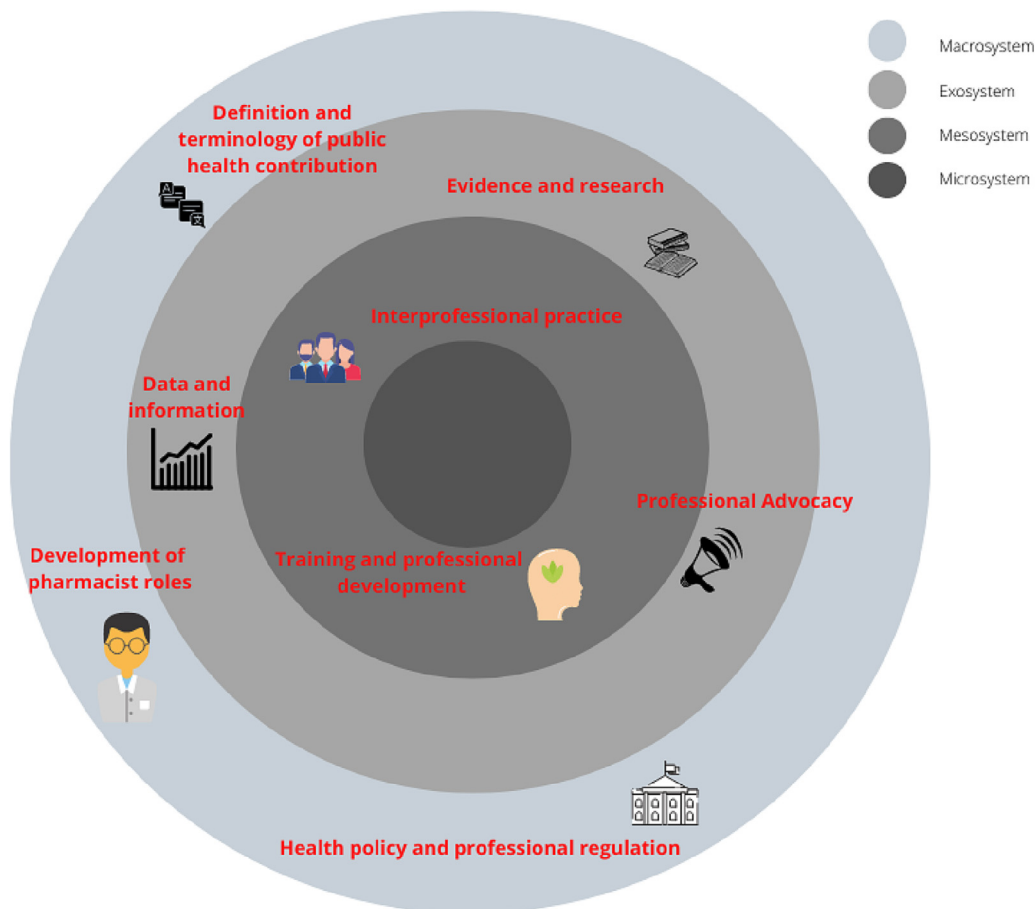 Macrosystem
Exosystem
Mesosystem
Microsystem
Definition and
terminology of public
health contribution
Evidence and research
Interprofessional practice
Data and
information
Professional Advocacy
Development of
pharmacist roles
Training and professional
development
Health policy and professional regulation